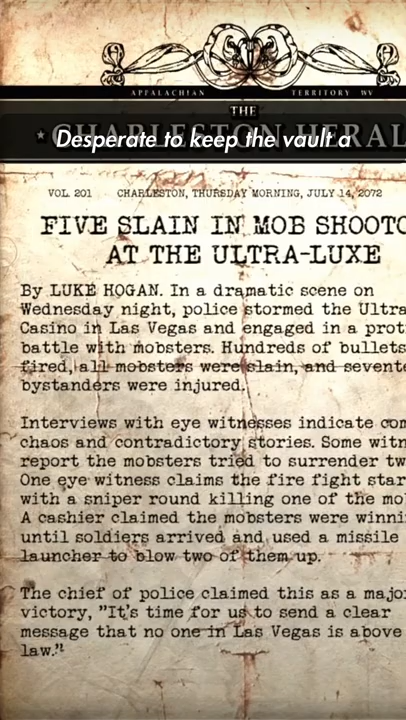 APPALACHIAN TERRITORY WV
THE
CHARLESTON HERAL
Desperate to keep the vault a
VOL. 201 CHARLESTON, THURSDAY MORNING, JULY 14, 2072
FIVE SLAIN IN MOB SHOOTO
AT THE ULTRA-LUXE
By LUKE HOGAN. In a dramatic scene on
Wednesday night, police stormed the Ultra
Casino in Las Vegas and engaged in a prot
battle with mobsters. Hundreds of bullets
fired, all mobsters were slain, and sevente
bystanders were injured.
Interviews with eye witnesses indicate com
chaos and contradictory stories. Some witn
report the mobsters tried to surrender tw
One eye witness claims the fire fight star
with a sniper round killing one of the mo
A cashier claimed the mobsters were winni
until soldiers arrived and used a missile
launcher to blow two of them up.
The chief of police claimed this as a major
victory, "It's time for us to send a clear
message that no one in Las Vegas is above
law."